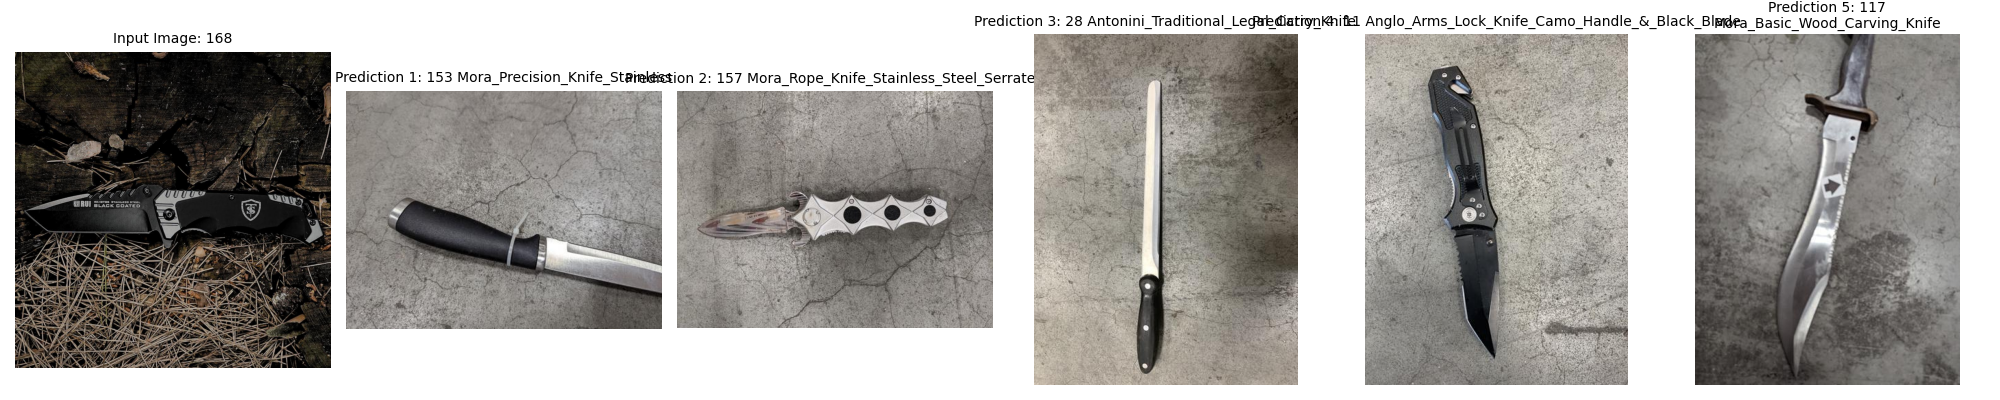 Input Image: 168
Prediction 1: 153 Mora_Precision_Knife_Stainless
Prediction 2: 157 Mora_Rope_Knife_Stainless_Steel_Serrate
Prediction 3: 28 Antonini_Traditional_Legal_Carry_Knife
Prediction 4: 11 Anglo_Arms_Lock_Knife_Camo_Handle_&_Black_Blade
Prediction 5: 117
Mora_Basic_Wood_Carving_Knife
BLACK COATED